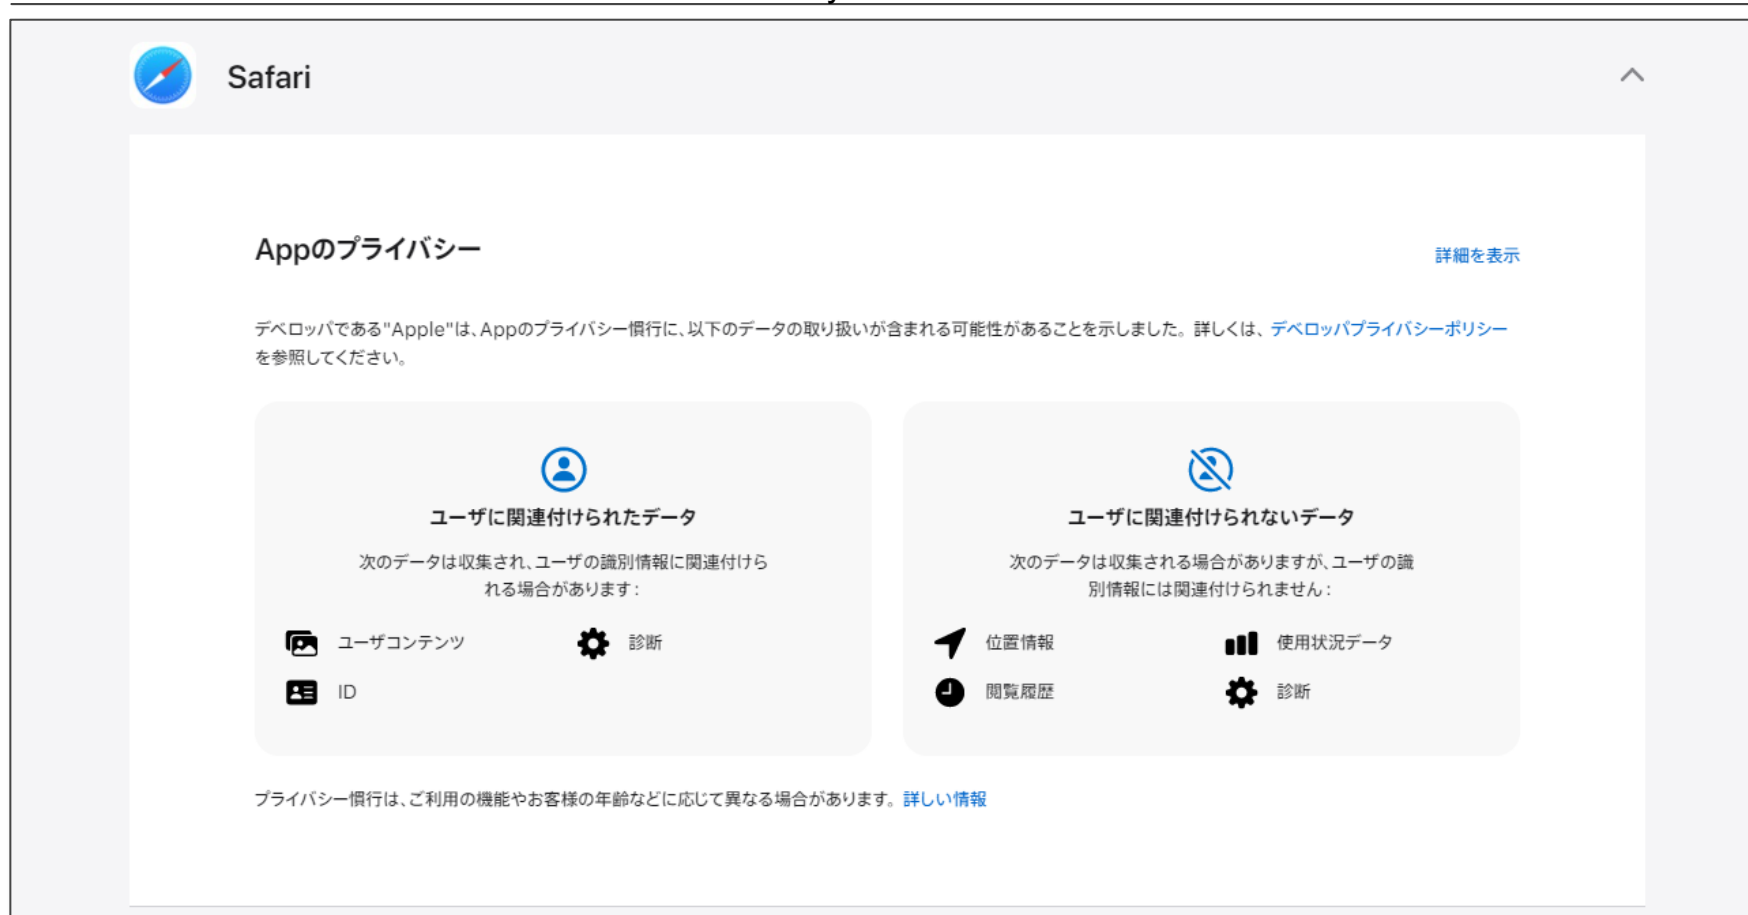 Safari
Appのプライバシー
詳細を表示
デベロッパである"Apple"は、Appのプライバシー慣行に、以下のデータの取り扱いが含まれる可能性があることを示しました。詳しくは、デベロッパプライバシーポリシー
を参照してください。
ユーザに関連付けられたデータ
次のデータは収集され、ユーザの識別情報に関連付けら
れる場合があります:
ユーザコンテンツ
診断
ID
ユーザに関連付けられないデータ
次のデータは収集される場合がありますが、ユーザの識
別情報には関連付けられません:
位置情報
使用状況データ
閲覧履歴
診断
プライバシー慣行は、ご利用の機能やお客様の年齢などに応じて異なる場合があります。詳しい情報